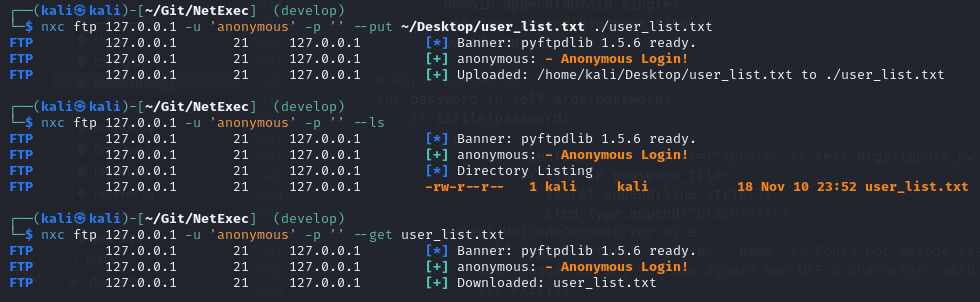 ┌──(kali㉿kali)-[~/Git/NetExec] (develop)
└─$ nxc ftp 127.0.0.1 -u 'anonymous' -p '' --put ~/Desktop/user_list.txt ./user_list.txt
FTP 127.0.0.1 21 127.0.0.1 [*] Banner: pyftpdlib 1.5.6 ready.
FTP 127.0.0.1 21 127.0.0.1 [+] anonymous: - Anonymous Login!
FTP 127.0.0.1 21 127.0.0.1 [+] Uploaded: /home/kali/Desktop/user_list.txt to ./user_list.txt
┌──(kali㉿kali)-[~/Git/NetExec] (develop)
└─$ nxc ftp 127.0.0.1 -u 'anonymous' -p '' --ls
FTP 127.0.0.1 21 127.0.0.1 [*] Banner: pyftpdlib 1.5.6 ready.
FTP 127.0.0.1 21 127.0.0.1 [+] anonymous: - Anonymous Login!
FTP 127.0.0.1 21 127.0.0.1 [*] Directory Listing
FTP 127.0.0.1 21 127.0.0.1 -rw-r--r-- 1 kali kali 18 Nov 10 23:52 user_list.txt
┌──(kali㉿kali)-[~/Git/NetExec] (develop)
└─$ nxc ftp 127.0.0.1 -u 'anonymous' -p '' --get user_list.txt
FTP 127.0.0.1 21 127.0.0.1 [*] Banner: pyftpdlib 1.5.6 ready.
FTP 127.0.0.1 21 127.0.0.1 [+] anonymous: - Anonymous Login!
FTP 127.0.0.1 21 127.0.0.1 [+] Downloaded: user_list.txt